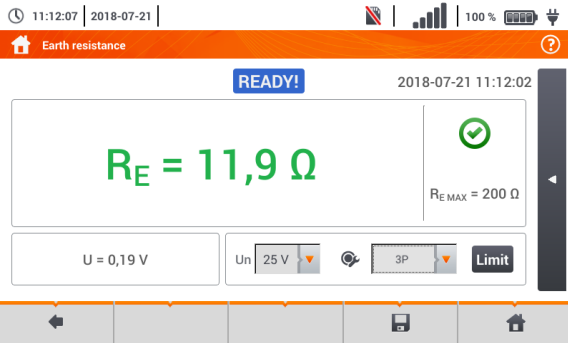 11:12:07 2018-07-21 100 %
Earth resistance ?
READY! 2018-07-21 11:12:02
RE = 11,9 Ω
RE MAX = 200 Ω
U = 0,19 V Un 25 V 3P Limit